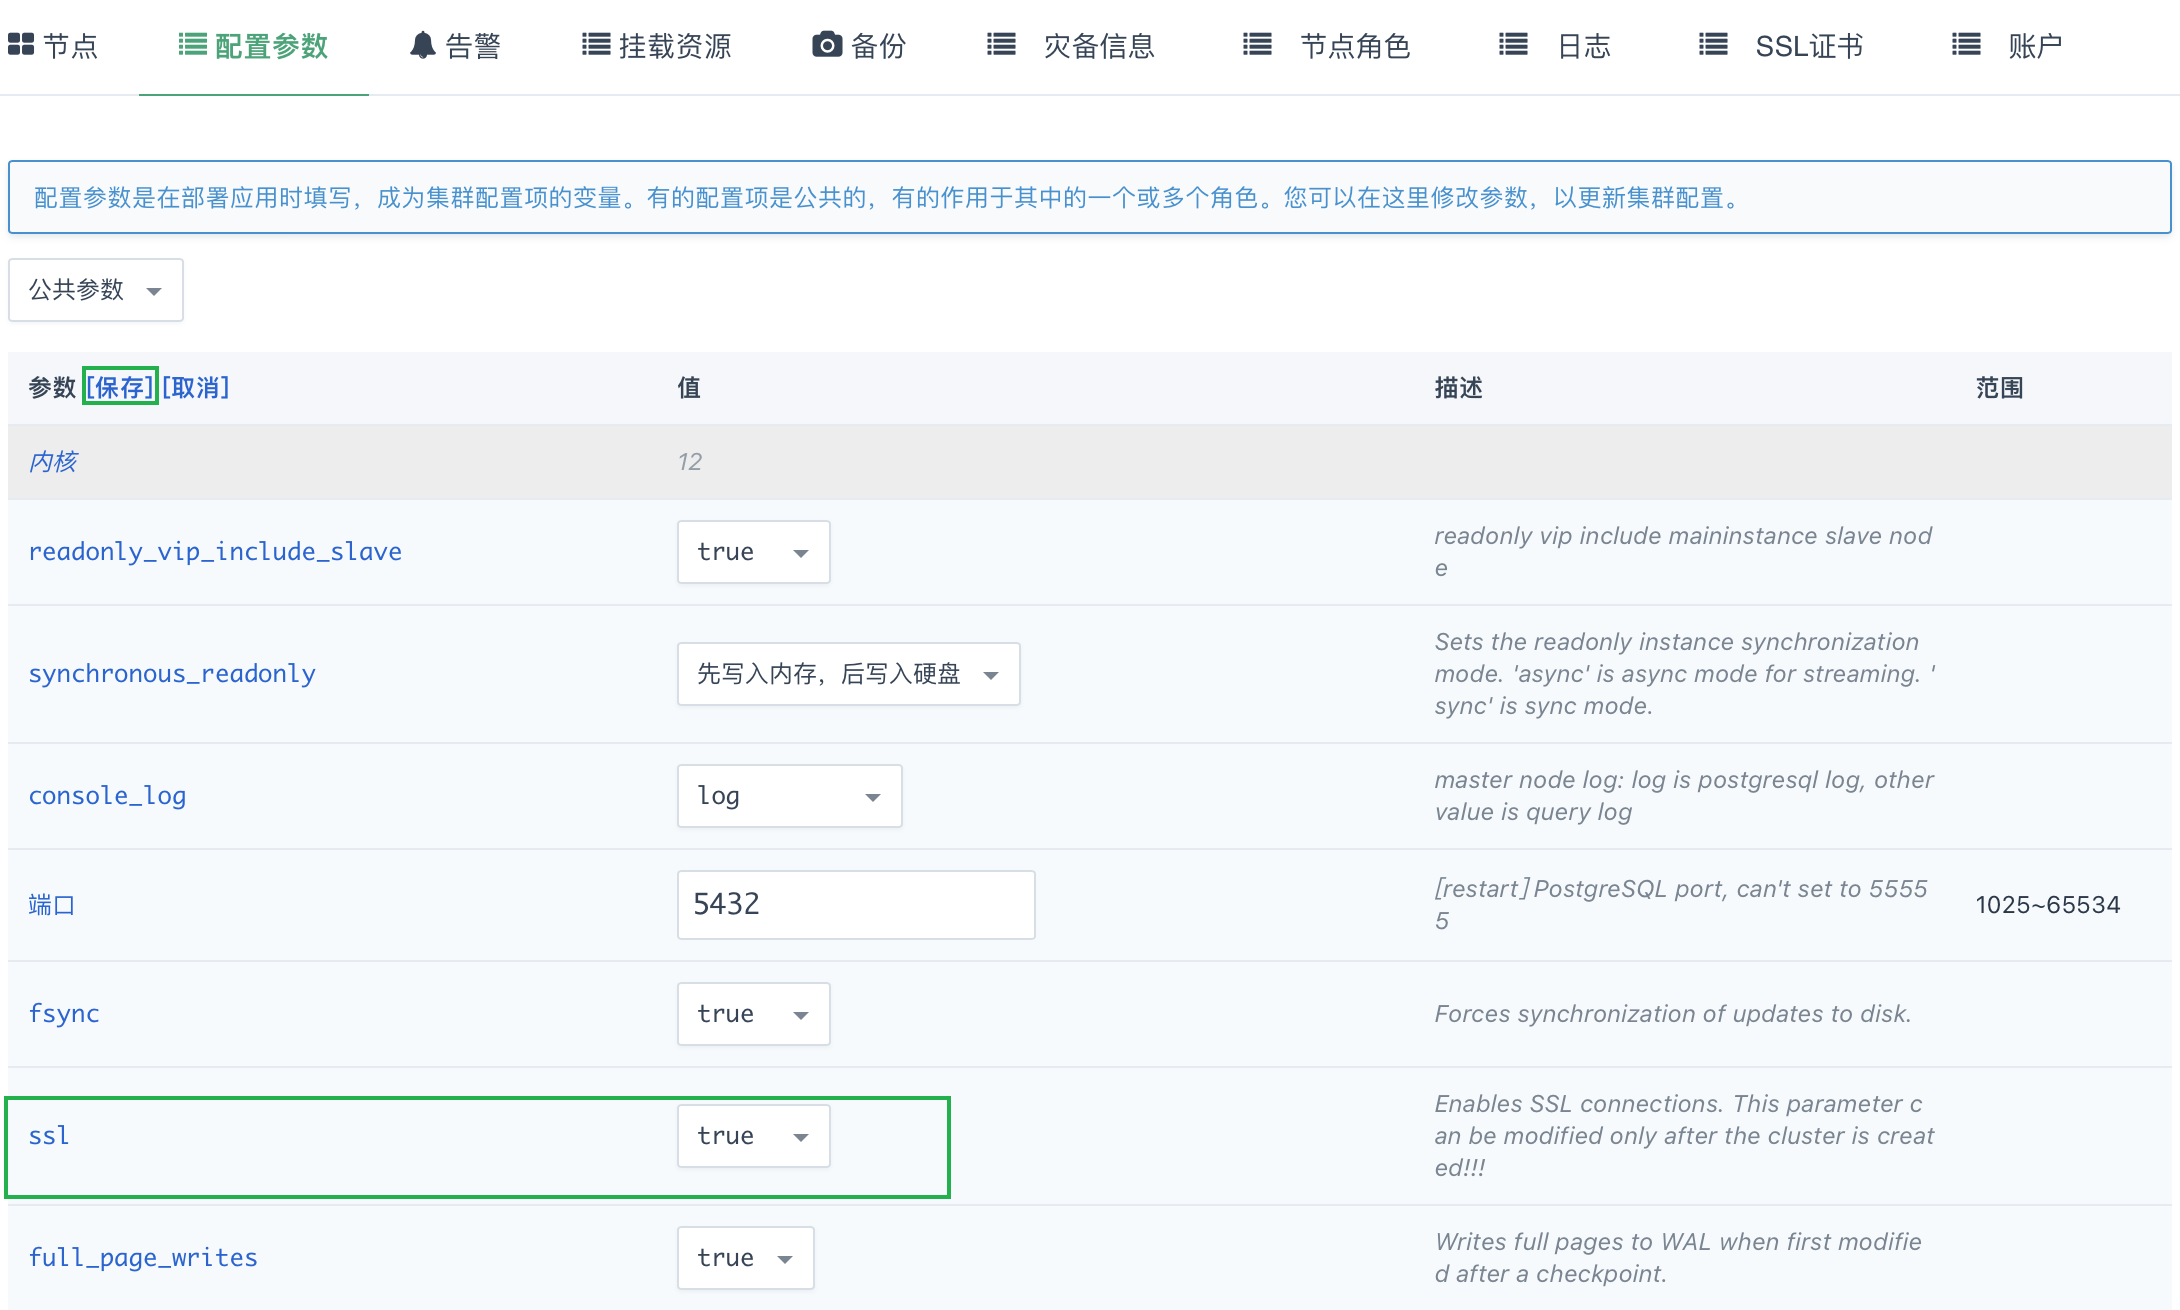 节点 配置参数 告警 挂载资源 备份 灾备信息 节点角色 日志 SSL证书 账户
配置参数是在部署应用时填写，成为集群配置项的变量。有的配置项是公共的，有的作用于其中的一个或多个角色。您可以在这里修改参数，以更新集群配置。
公共参数
参数 [保存] [取消] 值 描述 范围
内核 12
readonly_vip_include_slave true readonly vip include maininstance slave nod
e
synchronous_readonly 先写入内存，后写入硬盘 Sets the readonly instance synchronization
mode. 'async' is async mode for streaming. '
sync' is sync mode.
console_log log master node log: log is postgresql log, other
value is query log
端口 5432 [restart]PostgreSQL port, can't set to 5555
5 1025~65534
fsync true Forces synchronization of updates to disk.
ssl true Enables SSL connections. This parameter c
an be modified only after the cluster is creat
ed!!!
full_page_writes true Writes full pages to WAL when first modifie
d after a checkpoint.